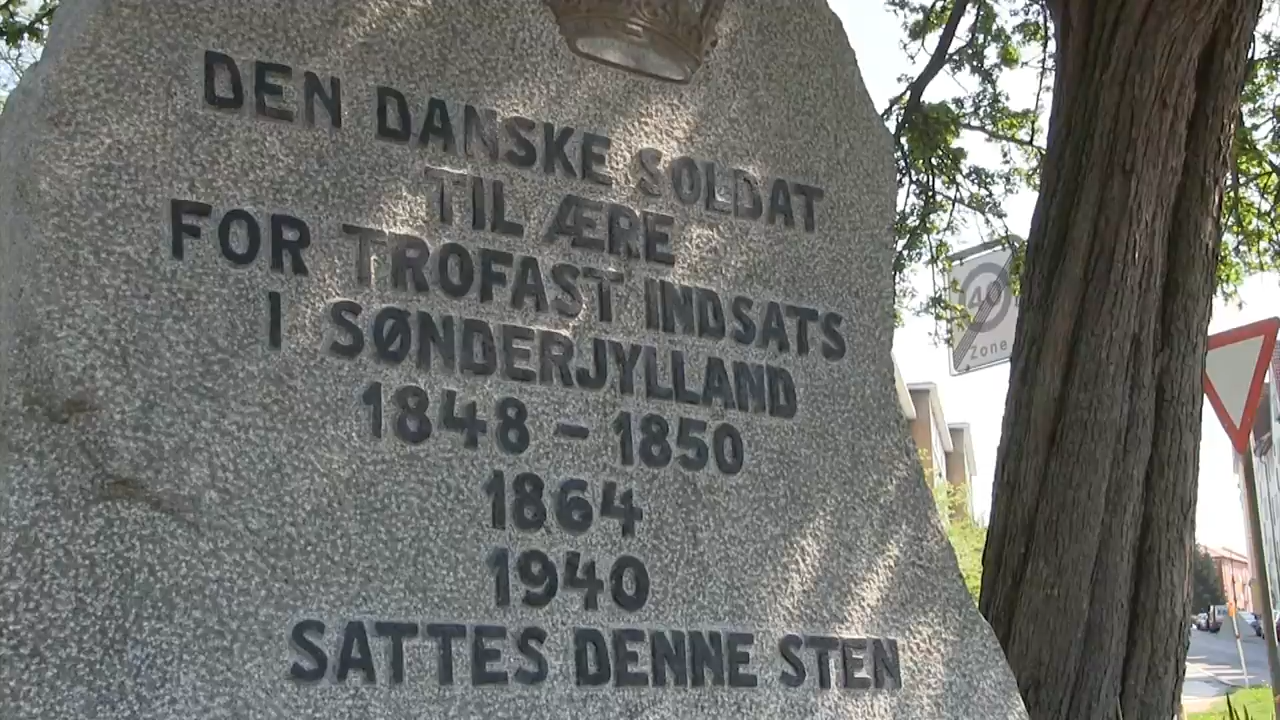 DEN DANSKE SOLDAT
TIL ÆRE
FOR TROFAST INDSATS
I SØNDERJYLLAND
1848 - 1850
1864
1940
SATTES DENNE STEN
40
Zone